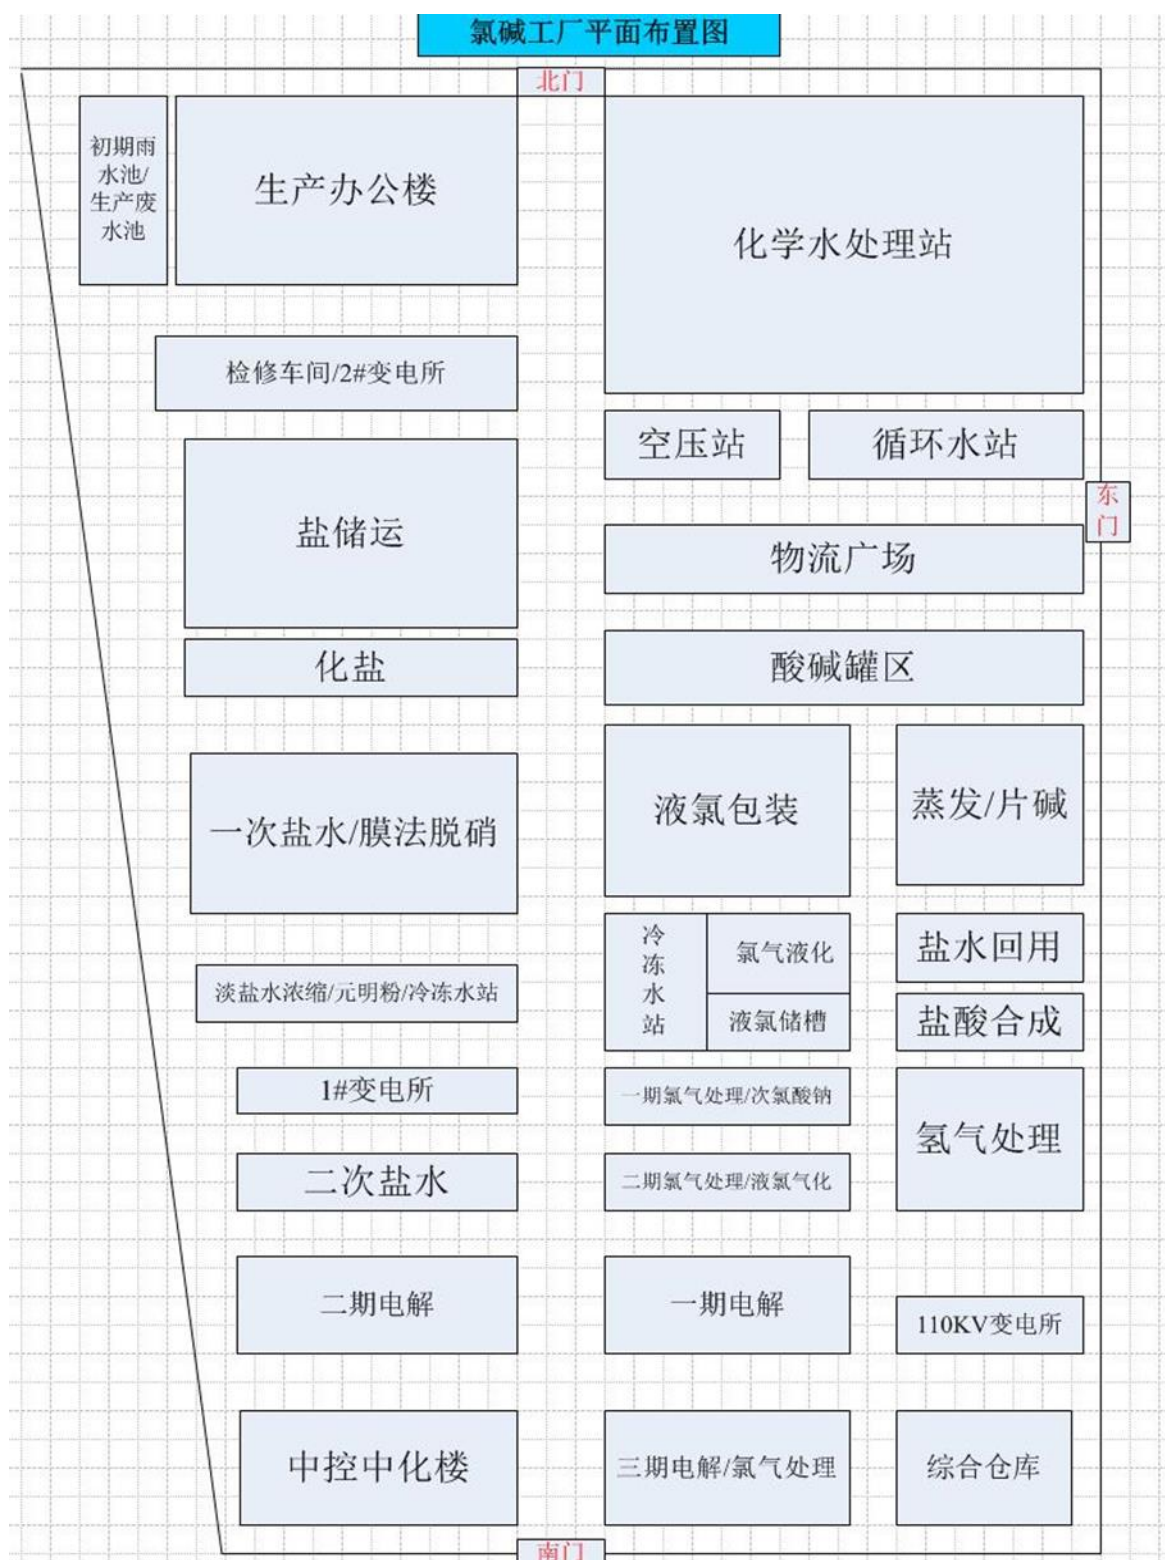 氯碱工厂平面布置图
北门
初期雨
水池/
生产废
水池
生产办公楼
化学水处理站
检修车间/2#变电所
空压站
循环水站
东
门
盐储运
物流广场
化盐
酸碱罐区
一次盐水/膜法脱硝
液氯包装
蒸发/片碱
冷
冻
水
站
氯气液化
液氯储槽
盐水回用
盐酸合成
淡盐水浓缩/元明粉/冷冻水站
1#变电所
一期氯气处理/次氯酸钠
氢气处理
二次盐水
二期氯气处理/液氯气化
二期电解
一期电解
110KV变电所
中控中化楼
三期电解/氯气处理
综合仓库
南门